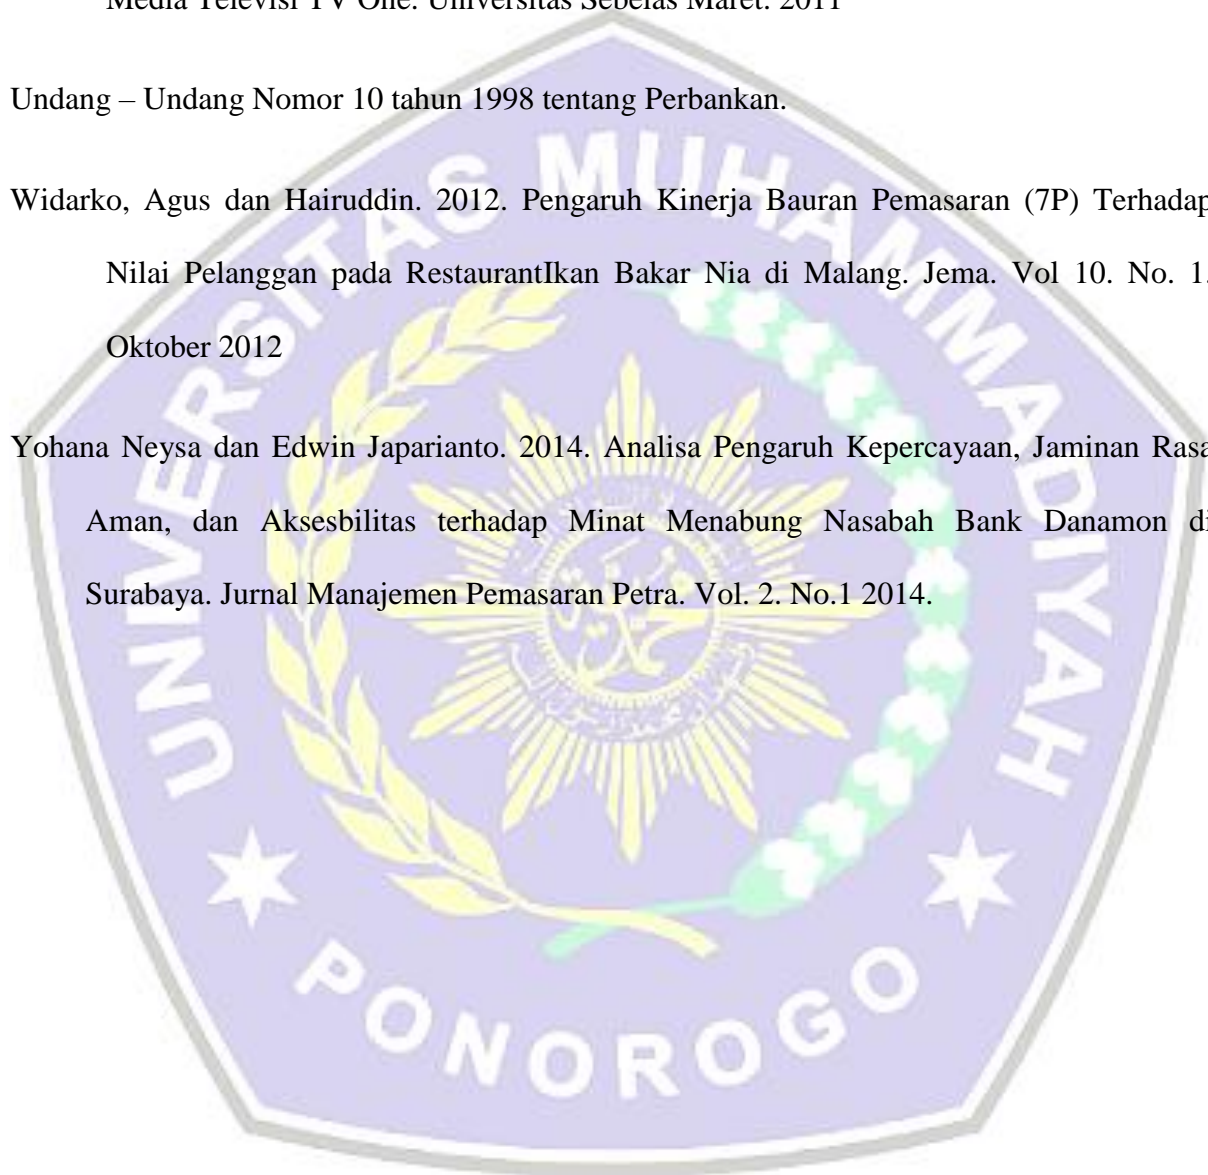 Media Televisi TV One. Universitas Sebelas Maret. 2011
Undang – Undang Nomor 10 tahun 1998 tentang Perbankan.
Widarko, Agus dan Hairuddin. 2012. Pengaruh Kinerja Bauran Pemasaran (7P) Terhadap
Nilai Pelanggan pada RestaurantIkan Bakar Nia di Malang. Jema. Vol 10. No. 1.
Oktober 2012
Yohana Neysa dan Edwin Japarianto. 2014. Analisa Pengaruh Kepercayaan, Jaminan Rasa
Aman, dan Aksesbilitas terhadap Minat Menabung Nasabah Bank Danamon di
Surabaya. Jurnal Manajemen Pemasaran Petra. Vol. 2. No.1 2014.
UNIVERSITAS MUHAMMADIYAH
PONOROGO